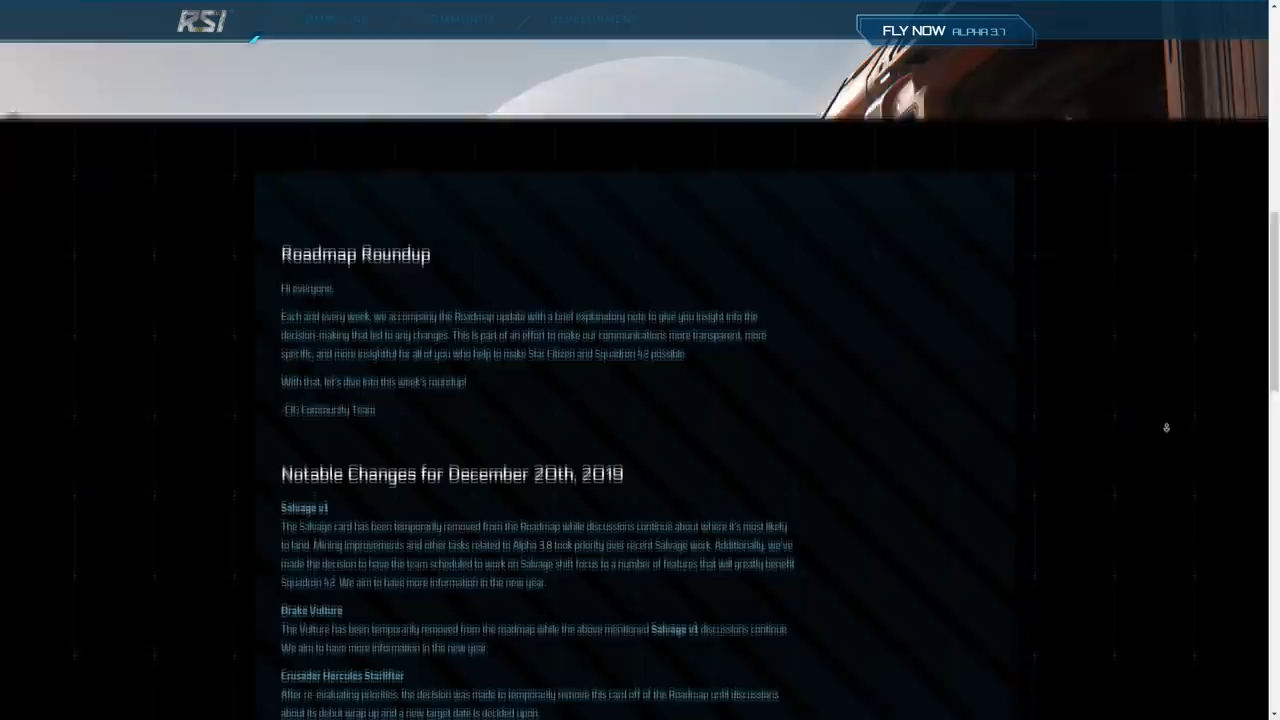 RSI
COMMUNITY
DEVELOPMENT
FLY NOW ALPHA 3.7
Roadmap Roundup
Hi everyone,
Each and every week, we accompany the Roadmap update with a brief explanatory note to give you insight into the
decision-making that led to any changes. This is part of an effort to make our communications more transparent, more
specific, and more insightful for all of you who help to make Star Citizen and Squadron 42 possible.
With that, let's dive into this week's roundup!
-CIG Community Team
Notable Changes for December 20th, 2019
Salvage v1
The Salvage card has been temporarily removed from the Roadmap while discussions continue about where it's most likely
to land. Mining improvements and other tasks related to Alpha 3.8 took priority over recent Salvage work. Additionally, we've
made the decision to have the team scheduled to work on Salvage shift focus to a number of features that will greatly benefit
Squadron 42. We aim to have more information in the new year.
Drake Vulture
The Vulture has been temporarily removed from the roadmap while the above mentioned Salvage v1 discussions continue.
We aim to have more information in the new year.
Crusader Hercules Starlifter
After re-evaluating priorities, the decision was made to temporarily remove this card off of the Roadmap until discussions
about its debut wrap up and a new target date is decided upon.